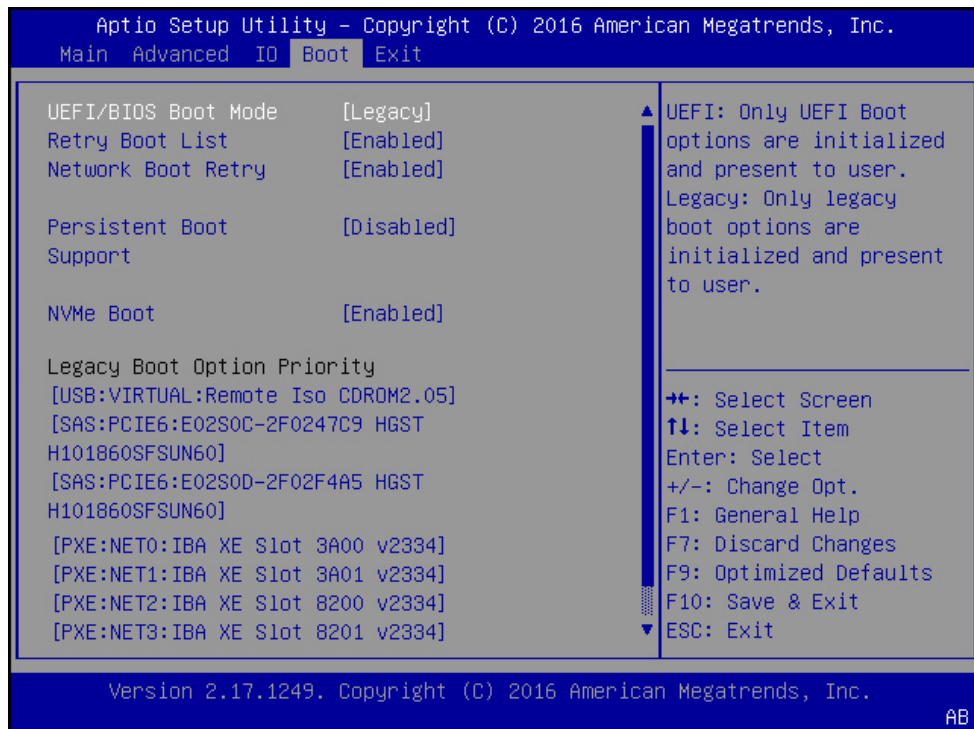 Aptio Setup Utility – Copyright (C) 2016 American Megatrends, Inc.
Main Advanced IO Boot Exit
UEFI/BIOS Boot Mode [Legacy]
Retry Boot List [Enabled]
Network Boot Retry [Enabled]
Persistent Boot [Disabled]
Support
NVMe Boot [Enabled]
Legacy Boot Option Priority
[USB:VIRTUAL:Remote Iso CDROM2.05]
[SAS:PCIE6:E02S0C-2F0247C9 HGST
H101860SFSUN60]
[SAS:PCIE6:E02S0D-2F02F4A5 HGST
H101860SFSUN60]
[PXE:NET0:IBA XE Slot 3A00 v2334]
[PXE:NET1:IBA XE Slot 3A01 v2334]
[PXE:NET2:IBA XE Slot 8200 v2334]
[PXE:NET3:IBA XE Slot 8201 v2334]
UEFI: Only UEFI Boot
options are initialized
and present to user.
Legacy: Only legacy
boot options are
initialized and present
to user.
→←: Select Screen
↑↓: Select Item
Enter: Select
+/-: Change Opt.
F1: General Help
F7: Discard Changes
F9: Optimized Defaults
F10: Save & Exit
ESC: Exit
Version 2.17.1249. Copyright (C) 2016 American Megatrends, Inc.
AB